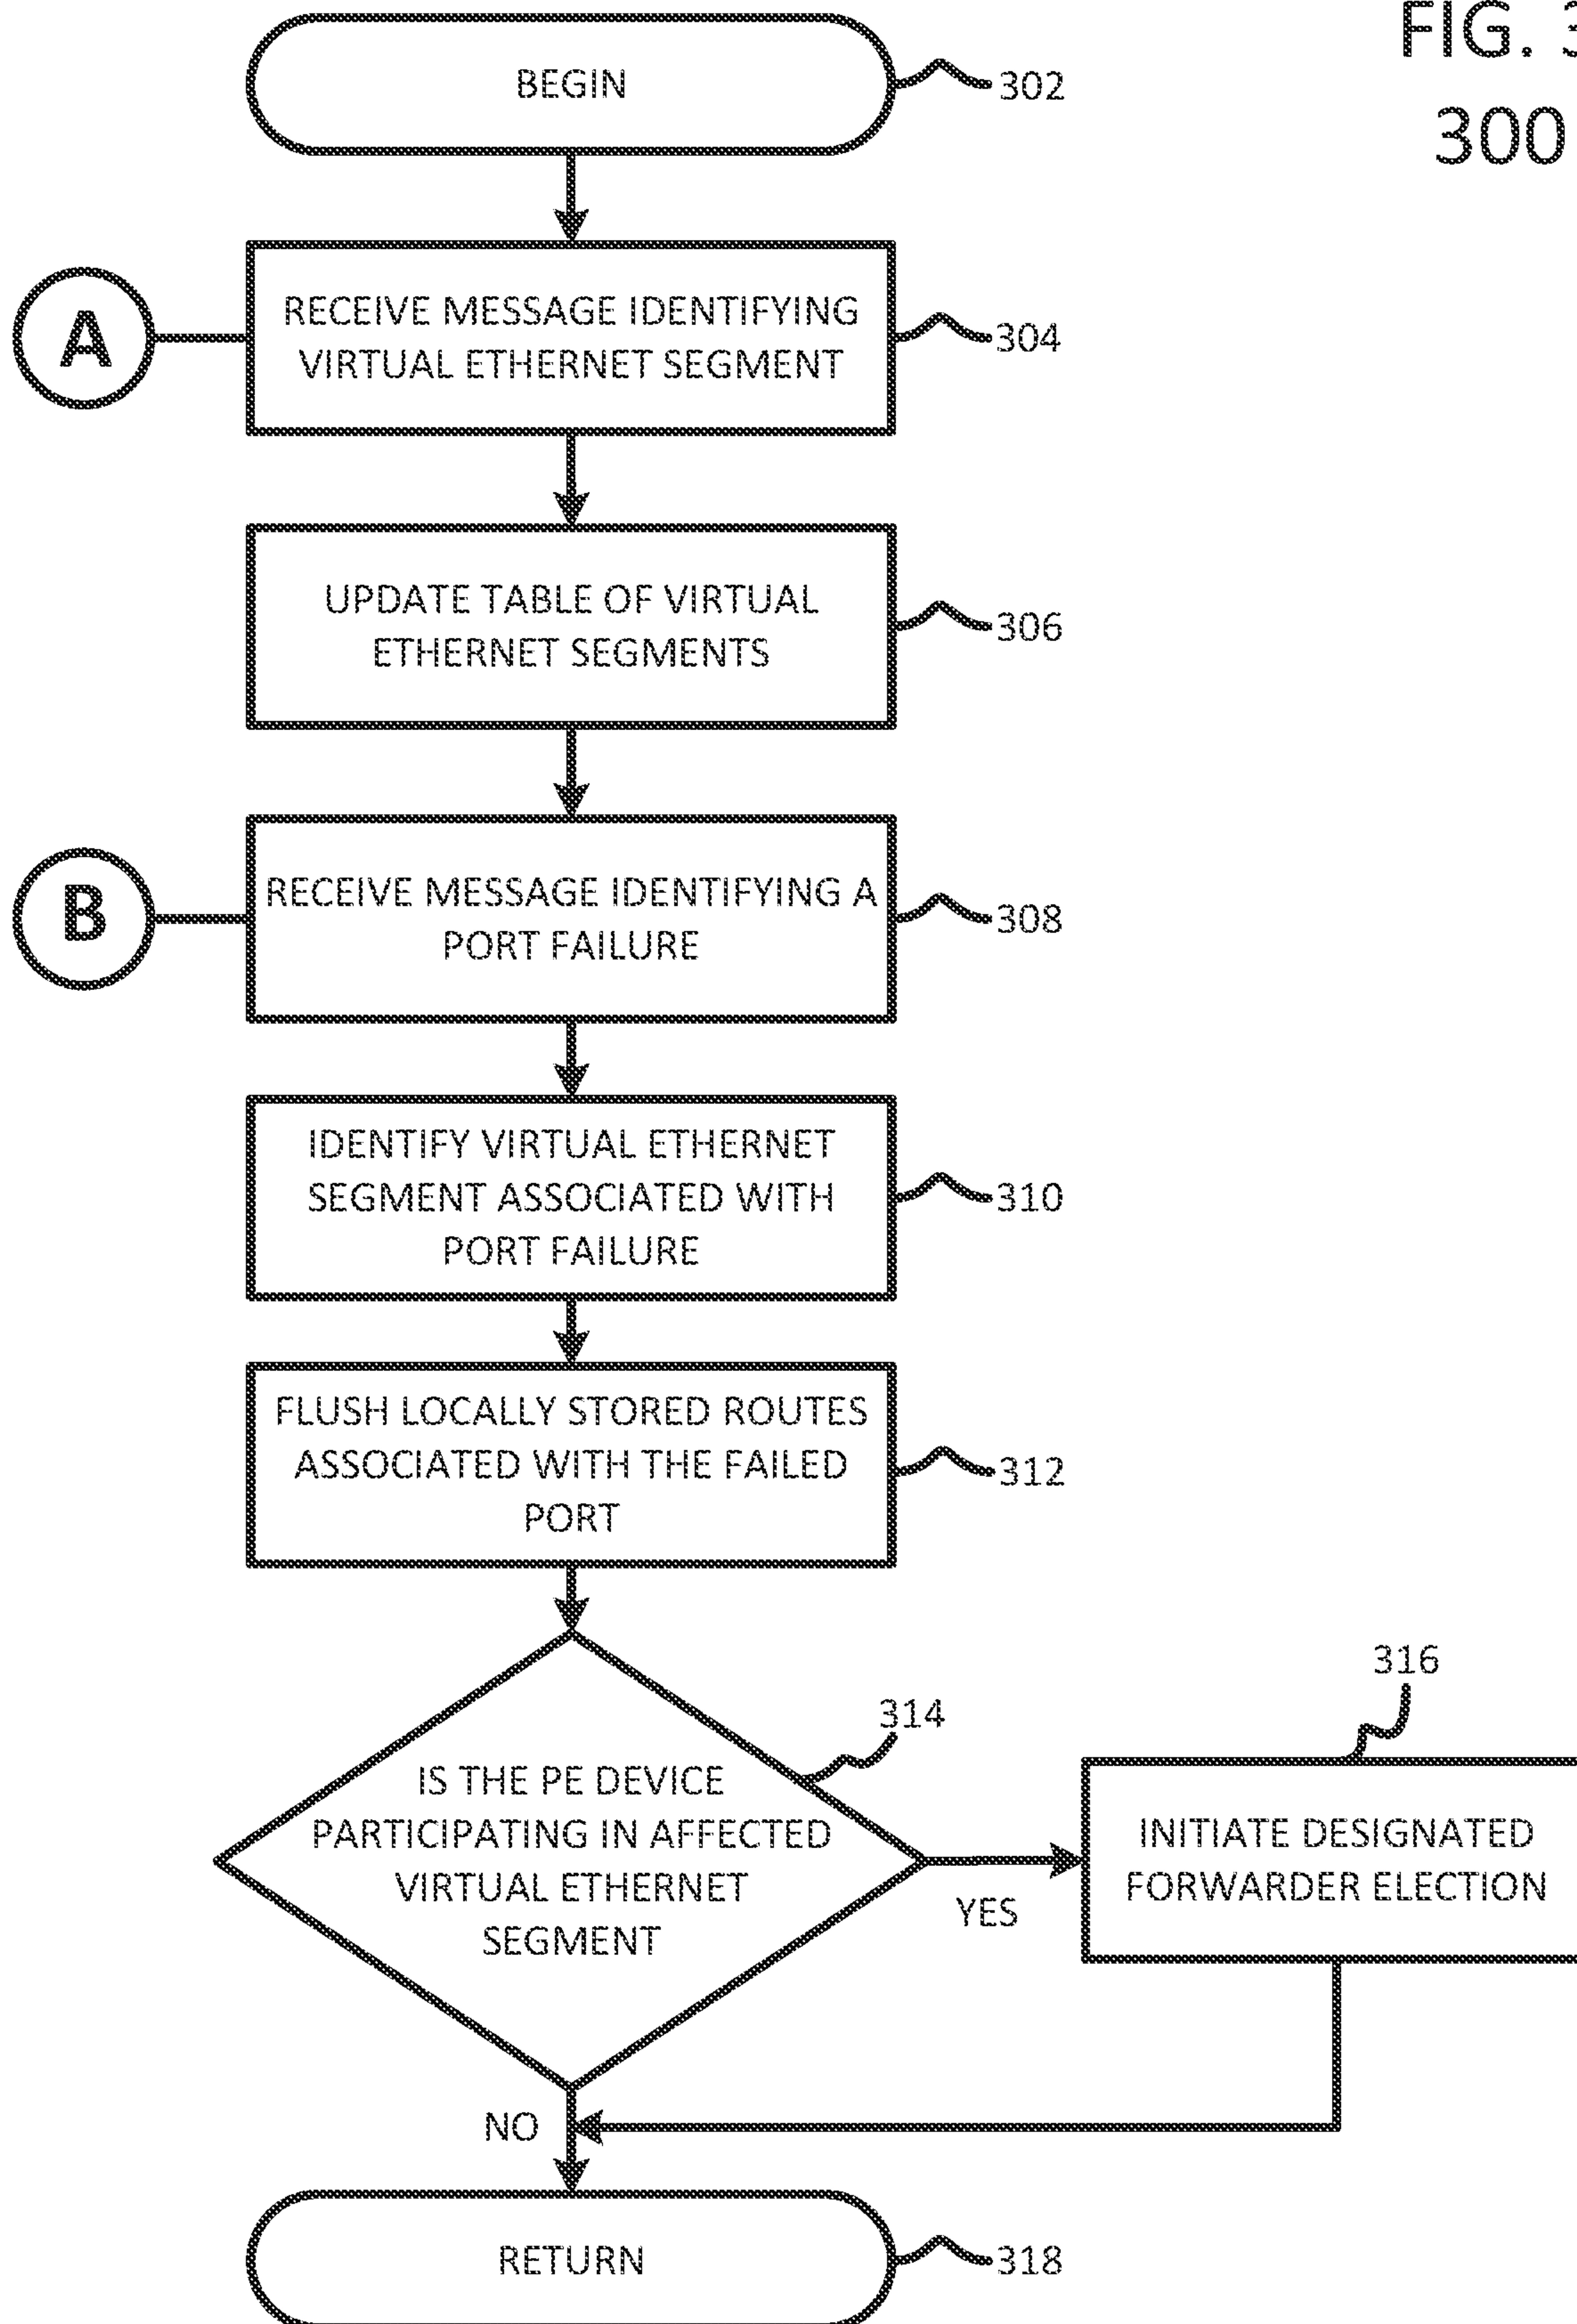 FIG. 3
300
BEGIN
302
A
RECEIVE MESSAGE IDENTIFYING
VIRTUAL ETHERNET SEGMENT
304
UPDATE TABLE OF VIRTUAL
ETHERNET SEGMENTS
306
B
RECEIVE MESSAGE IDENTIFYING A
PORT FAILURE
308
IDENTIFY VIRTUAL ETHERNET
SEGMENT ASSOCIATED WITH
PORT FAILURE
310
FLUSH LOCALLY STORED ROUTES
ASSOCIATED WITH THE FAILED
PORT
312
314
IS THE PE DEVICE
PARTICIPATING IN AFFECTED
VIRTUAL ETHERNET
SEGMENT
YES
316
INITIATE DESIGNATED
FORWARDER ELECTION
NO
RETURN
318